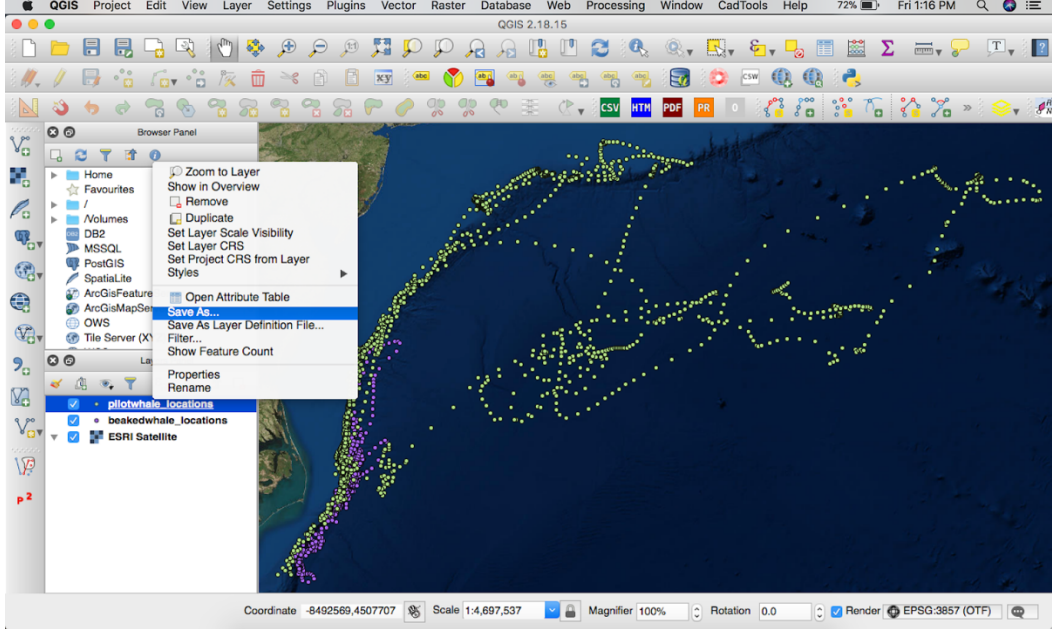 QGIS Project Edit View Layer Settings Plugins Vector Raster Database Web Processing Window CadTools Help 72% Fri 1:16 PM
QGIS 2.18.15
CSV HTM PDF PR 0
Browser Panel
Home
Favourites
/
/Volumes
DB2
MSSQL
PostGIS
SpatiaLite
ArcGisFeature
ArcGisMapSer
OWS
Tile Server (XY
Zoom to Layer
Show in Overview
Remove
Duplicate
Set Layer Scale Visibility
Set Layer CRS
Set Project CRS from Layer
Styles
Open Attribute Table
Save As...
Save As Layer Definition File...
Filter...
Show Feature Count
Properties
Rename
La
pilotwhale_locations
beakedwhale_locations
ESRI Satellite
Coordinate -8492569,4507707 Scale 1:4,697,537 Magnifier 100% Rotation 0.0 Render EPSG:3857 (OTF)